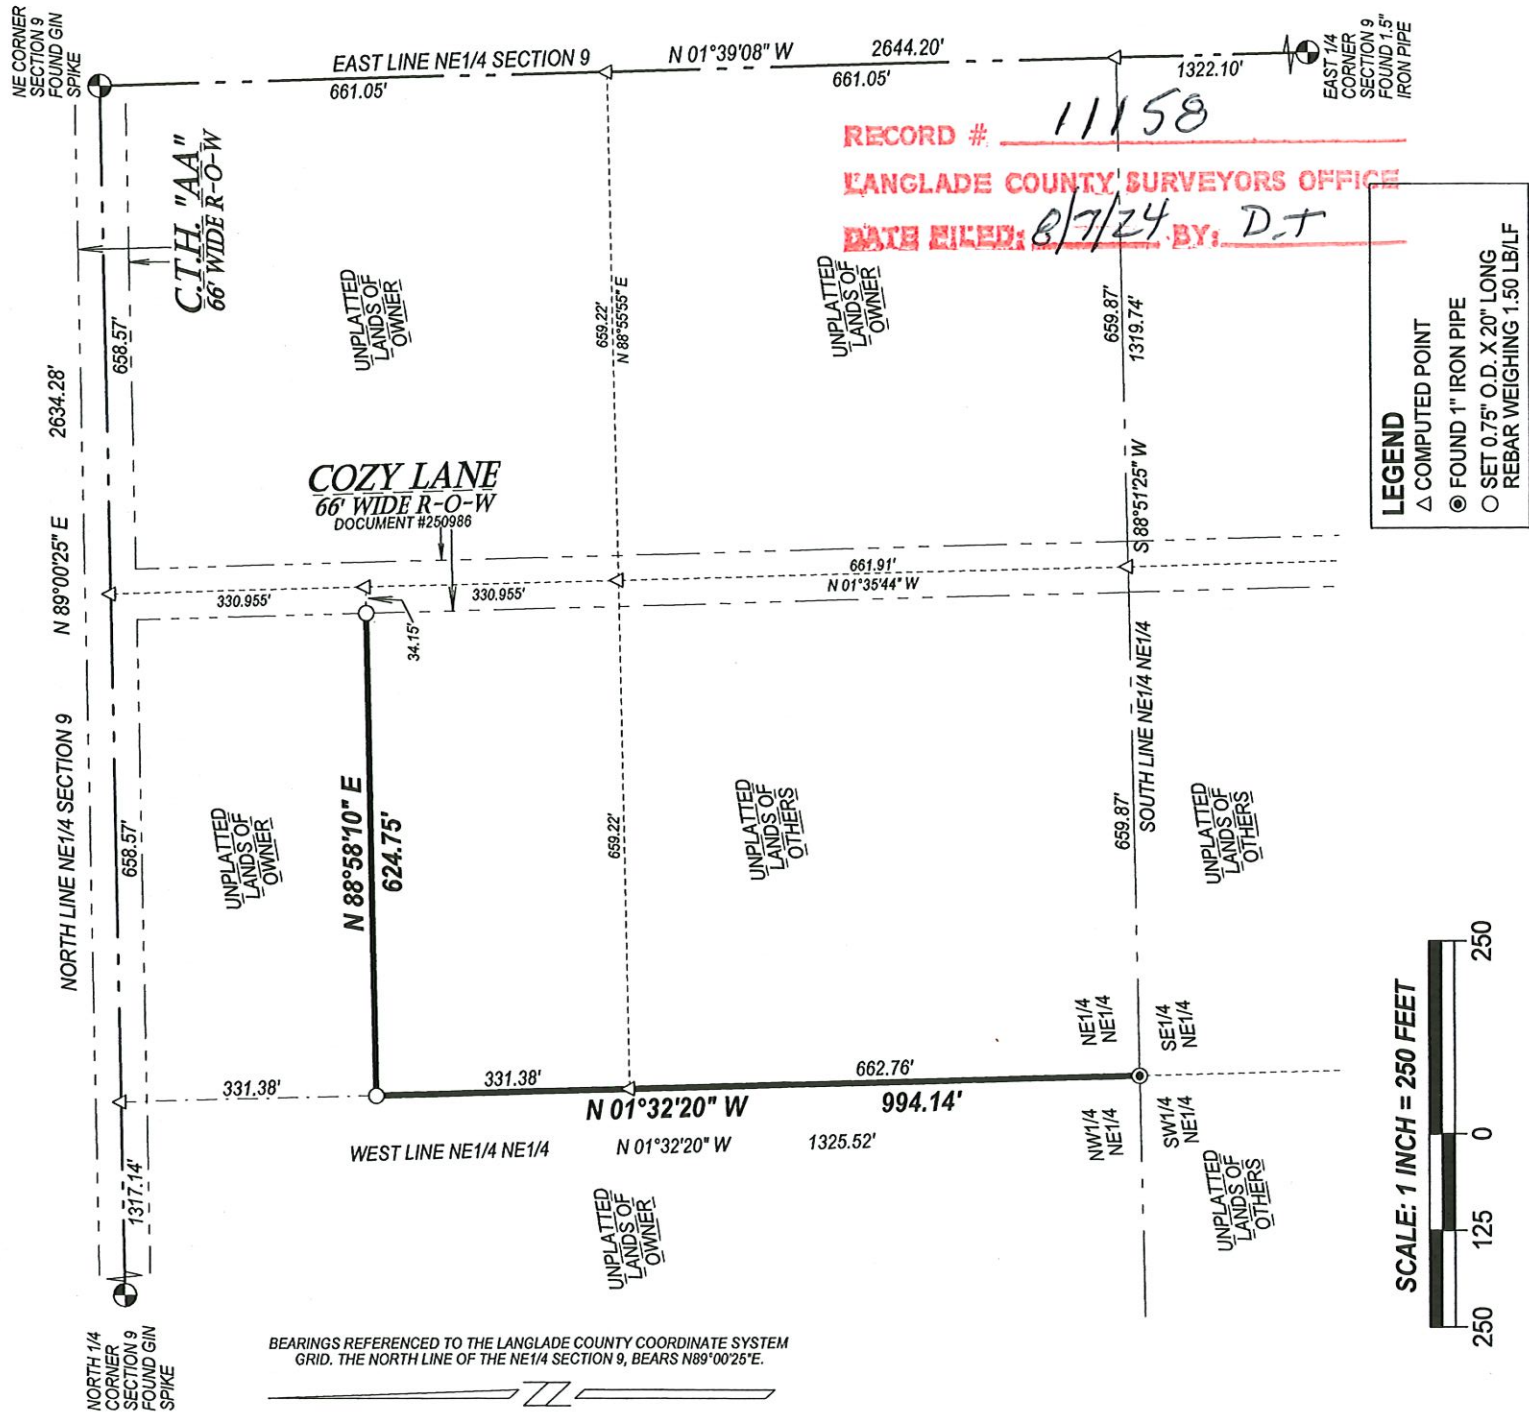 NE CORNER
SECTION 9
FOUND GIN
SPIKE
EAST LINE NE1/4 SECTION 9
N 01°39'08" W
2644.20'
661.05'
661.05'
1322.10'
EAST 1/4
CORNER
SECTION 9
FOUND 1.5"
IRON PIPE
RECORD # 11158
LANGLADE COUNTY SURVEYORS OFFICE
DATE FILED: 8/7/24 BY: D.T
C.T.H. "AA"
66' WIDE R-O-W
658.57'
2634.28'
N 89°00'25" E
NORTH LINE NE1/4 SECTION 9
658.57'
1317.14'
NORTH 1/4
CORNER
SECTION 9
FOUND GIN
SPIKE
UNPLATTED
LANDS OF
OWNER
659.22'
N 88°55'55" E
UNPLATTED
LANDS OF
OWNER
659.87'
1319.74'
S 88°51'25" W
COZY LANE
66' WIDE R-O-W
DOCUMENT #250986
330.955'
330.955'
34.15'
661.91'
N 01°35'44" W
UNPLATTED
LANDS OF
OWNER
N 88°58'10" E
624.75'
659.22'
UNPLATTED
LANDS OF
OTHERS
659.87'
SOUTH LINE NE1/4 NE1/4
UNPLATTED
LANDS OF
OTHERS
331.38'
331.38'
662.76'
N 01°32'20" W
994.14'
WEST LINE NE1/4 NE1/4
N 01°32'20" W
1325.52'
NE1/4
NE1/4
SE1/4
NE1/4
NW1/4
NE1/4
SW1/4
NE1/4
UNPLATTED
LANDS OF
OWNER
UNPLATTED
LANDS OF
OTHERS
LEGEND
COMPUTED POINT
FOUND 1" IRON PIPE
SET 0.75" O.D. X 20" LONG
REBAR WEIGHING 1.50 LB/LF
SCALE: 1 INCH = 250 FEET
250
125
0
250
BEARINGS REFERENCED TO THE LANGLADE COUNTY COORDINATE SYSTEM
GRID. THE NORTH LINE OF THE NE1/4 SECTION 9, BEARS N89°00'25"E.
N